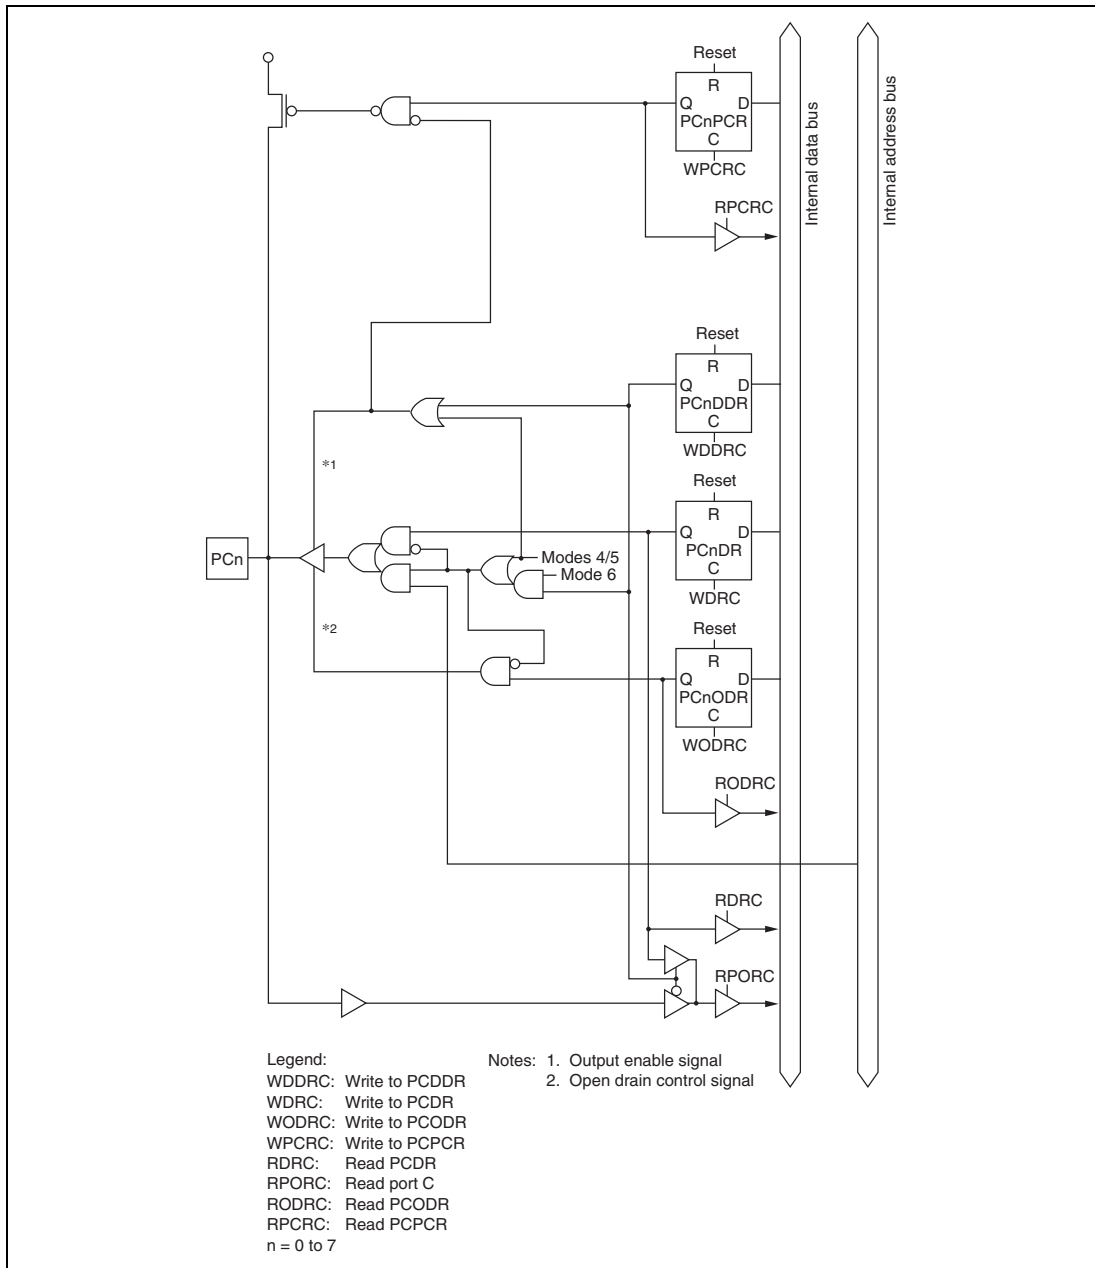 Reset
R
Q D
PCnPCR
C
WPCRC
RPCRC
Internal data bus
Internal address bus
Reset
R
Q D
PCnDDR
C
WDDRC
*1
Reset
R
Q D
PCnDR
C
WDRC
PCn
Modes 4/5
Mode 6
*2
Reset
R
Q D
PCnODR
C
WODRC
RODRC
RDRC
RPORC
Legend:
WDDRC: Write to PCDDR
WDRC: Write to PCDR
WODRC: Write to PCODR
WPCRC: Write to PCPCR
RDRC: Read PCDR
RPORC: Read port C
RODRC: Read PCODR
RPCRC: Read PCPCR
n = 0 to 7
Notes: 1. Output enable signal
2. Open drain control signal